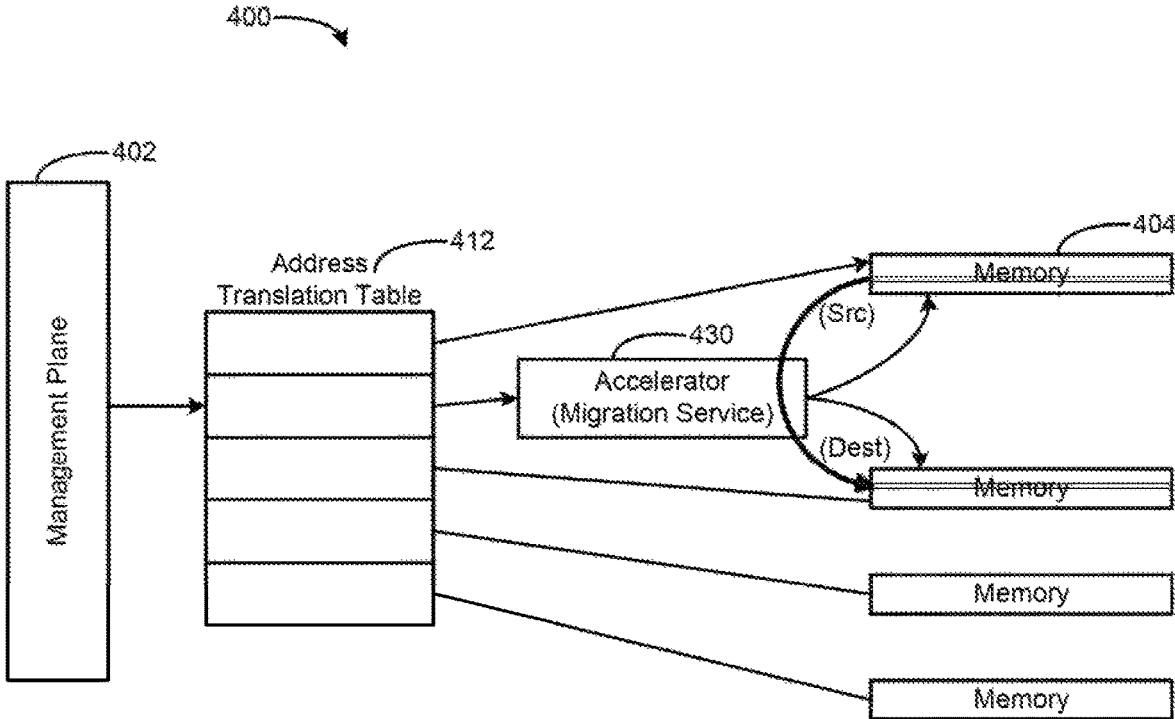 400
402
Management Plane
412
Address
Translation Table
404
Memory
(Src)
430
Accelerator
(Migration Service)
(Dest)
Memory
Memory
Memory